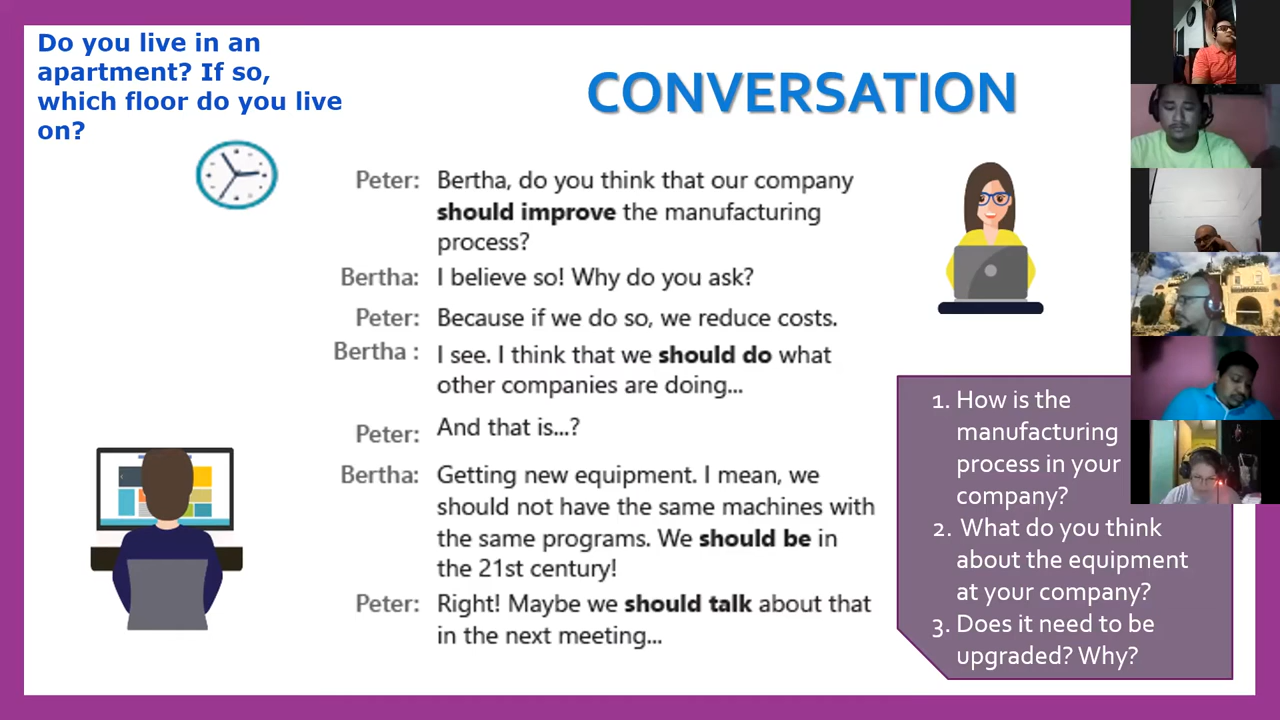 Do you live in an
apartment? If so,
which floor do you live
on?
CONVERSATION
Peter: Bertha, do you think that our company
should improve the manufacturing
process?
Bertha: I believe so! Why do you ask?
Peter: Because if we do so, we reduce costs.
Bertha : I see. I think that we should do what
other companies are doing...
Peter: And that is...?
Bertha: Getting new equipment. I mean, we
should not have the same machines with
the same programs. We should be in
the 21st century!
Peter: Right! Maybe we should talk about that
in the next meeting...
1. How is the
manufacturing
process in your
company?
2. What do you think
about the equipment
at your company?
3. Does it need to be
upgraded? Why?